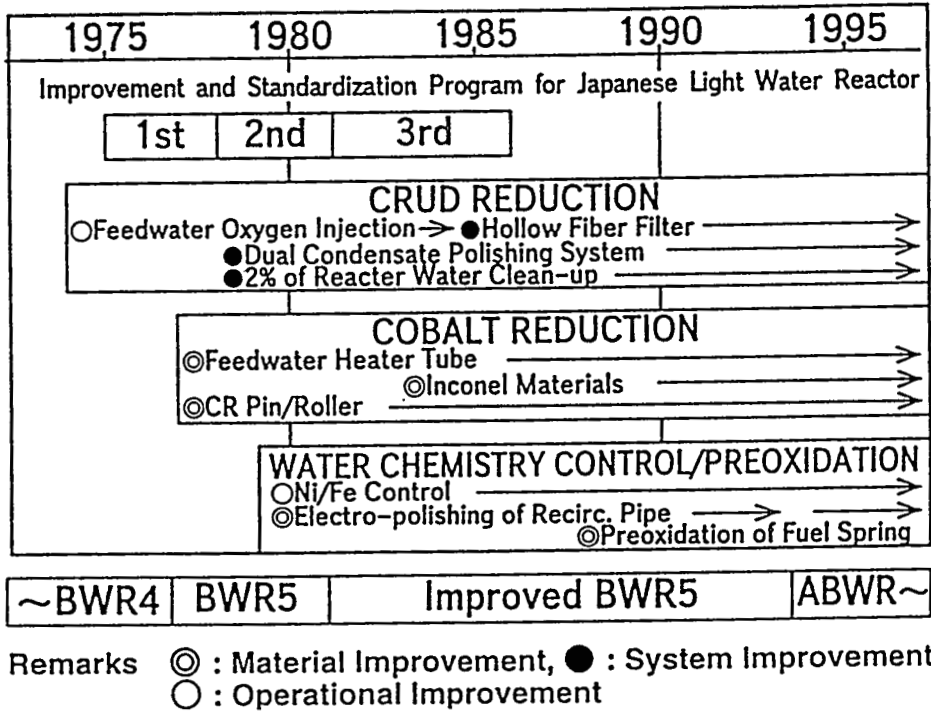 1975 1980 1985 1990 1995
Improvement and Standardization Program for Japanese Light Water Reactor
1st 2nd 3rd
CRUD REDUCTION
○Feedwater Oxygen Injection→ ●Hollow Fiber Filter
●Dual Condensate Polishing System
●2% of Reacter Water Clean-up
COBALT REDUCTION
◎Feedwater Heater Tube
◎Inconel Materials
◎CR Pin/Roller
WATER CHEMISTRY CONTROL/PREOXIDATION
○Ni/Fe Control
◎Electro-polishing of Recirc. Pipe
◎Preoxidation of Fuel Spring
~BWR4 BWR5 Improved BWR5 ABWR~
Remarks ◎ : Material Improvement, ● : System Improvement
○ : Operational Improvement